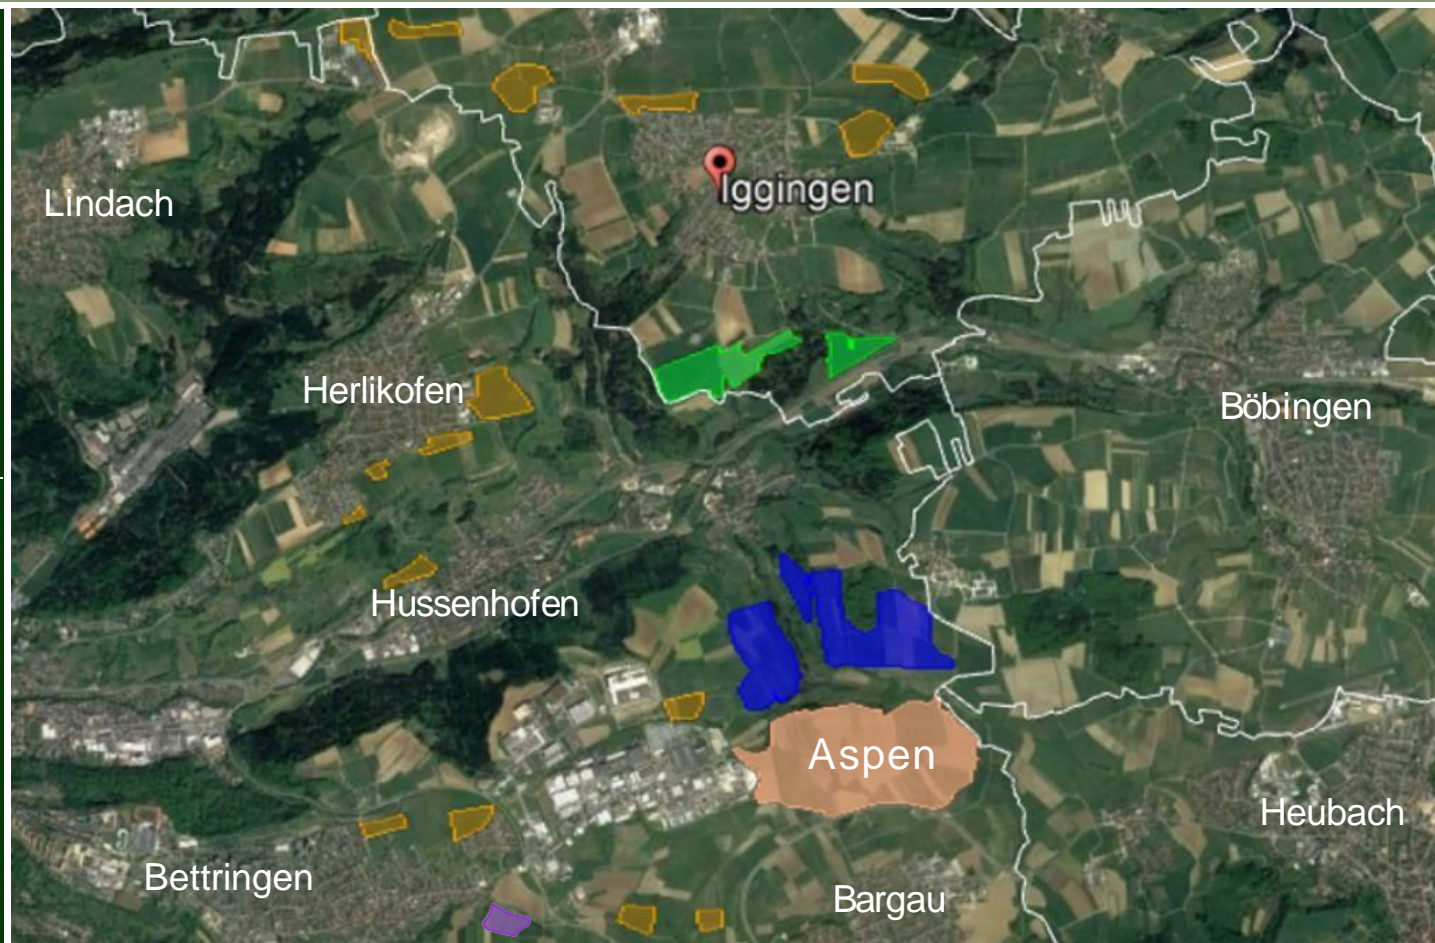 Iggingen
Lindach
Herlikofen
Böbingen
Hussenhofen
Aspen
Heubach
Bettringen
Bargau